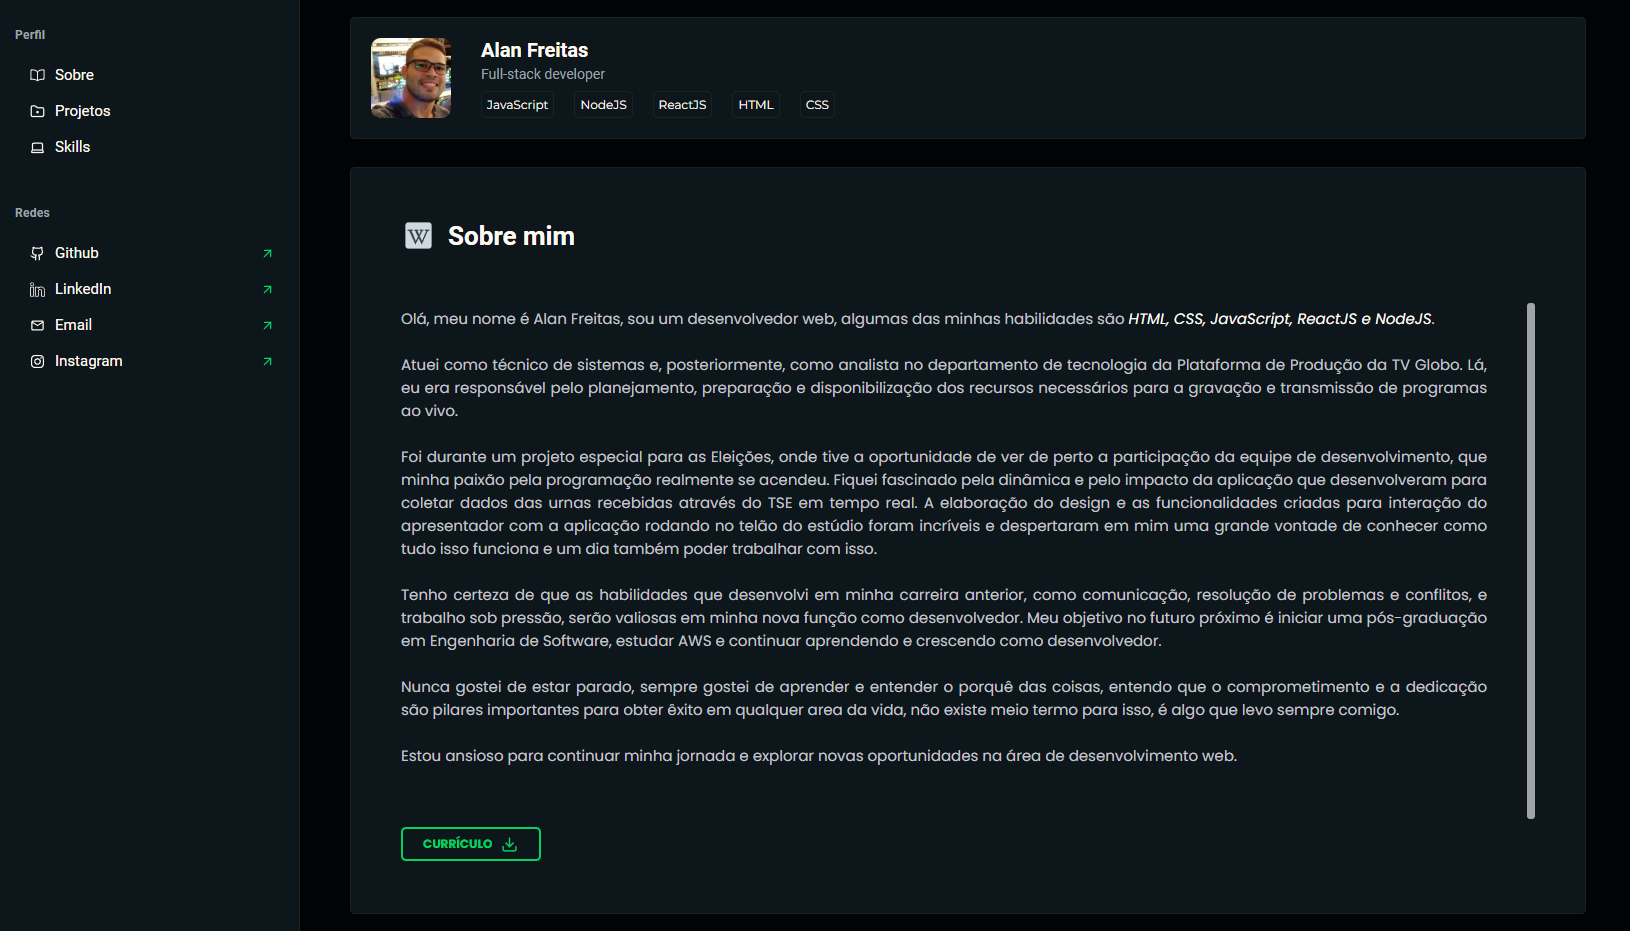 Perfil
Sobre
Projetos
Skills
Redes
Github
LinkedIn
Email
Instagram
Alan Freitas
Full-stack developer
JavaScript NodeJS ReactJS HTML CSS
W Sobre mim
Olá, meu nome é Alan Freitas, sou um desenvolvedor web, algumas das minhas habilidades são HTML, CSS, JavaScript, ReactJS e NodeJS.
Atuei como técnico de sistemas e, posteriormente, como analista no departamento de tecnologia da Plataforma de Produção da TV Globo. Lá,
eu era responsável pelo planejamento, preparação e disponibilização dos recursos necessários para a gravação e transmissão de programas
ao vivo.
Foi durante um projeto especial para as Eleições, onde tive a oportunidade de ver de perto a participação da equipe de desenvolvimento, que
minha paixão pela programação realmente se acendeu. Fiquei fascinado pela dinâmica e pelo impacto da aplicação que desenvolveram para
coletar dados das urnas recebidas através do TSE em tempo real. A elaboração do design e as funcionalidades criadas para interação do
apresentador com a aplicação rodando no telão do estúdio foram incríveis e despertaram em mim uma grande vontade de conhecer como
tudo isso funciona e um dia também poder trabalhar com isso.
Tenho certeza de que as habilidades que desenvolvi em minha carreira anterior, como comunicação, resolução de problemas e conflitos, e
trabalho sob pressão, serão valiosas em minha nova função como desenvolvedor. Meu objetivo no futuro próximo é iniciar uma pós-graduação
em Engenharia de Software, estudar AWS e continuar aprendendo e crescendo como desenvolvedor.
Nunca gostei de estar parado, sempre gostei de aprender e entender o porquê das coisas, entendo que o comprometimento e a dedicação
são pilares importantes para obter êxito em qualquer area da vida, não existe meio termo para isso, é algo que levo sempre comigo.
Estou ansioso para continuar minha jornada e explorar novas oportunidades na área de desenvolvimento web.
CURRÍCULO